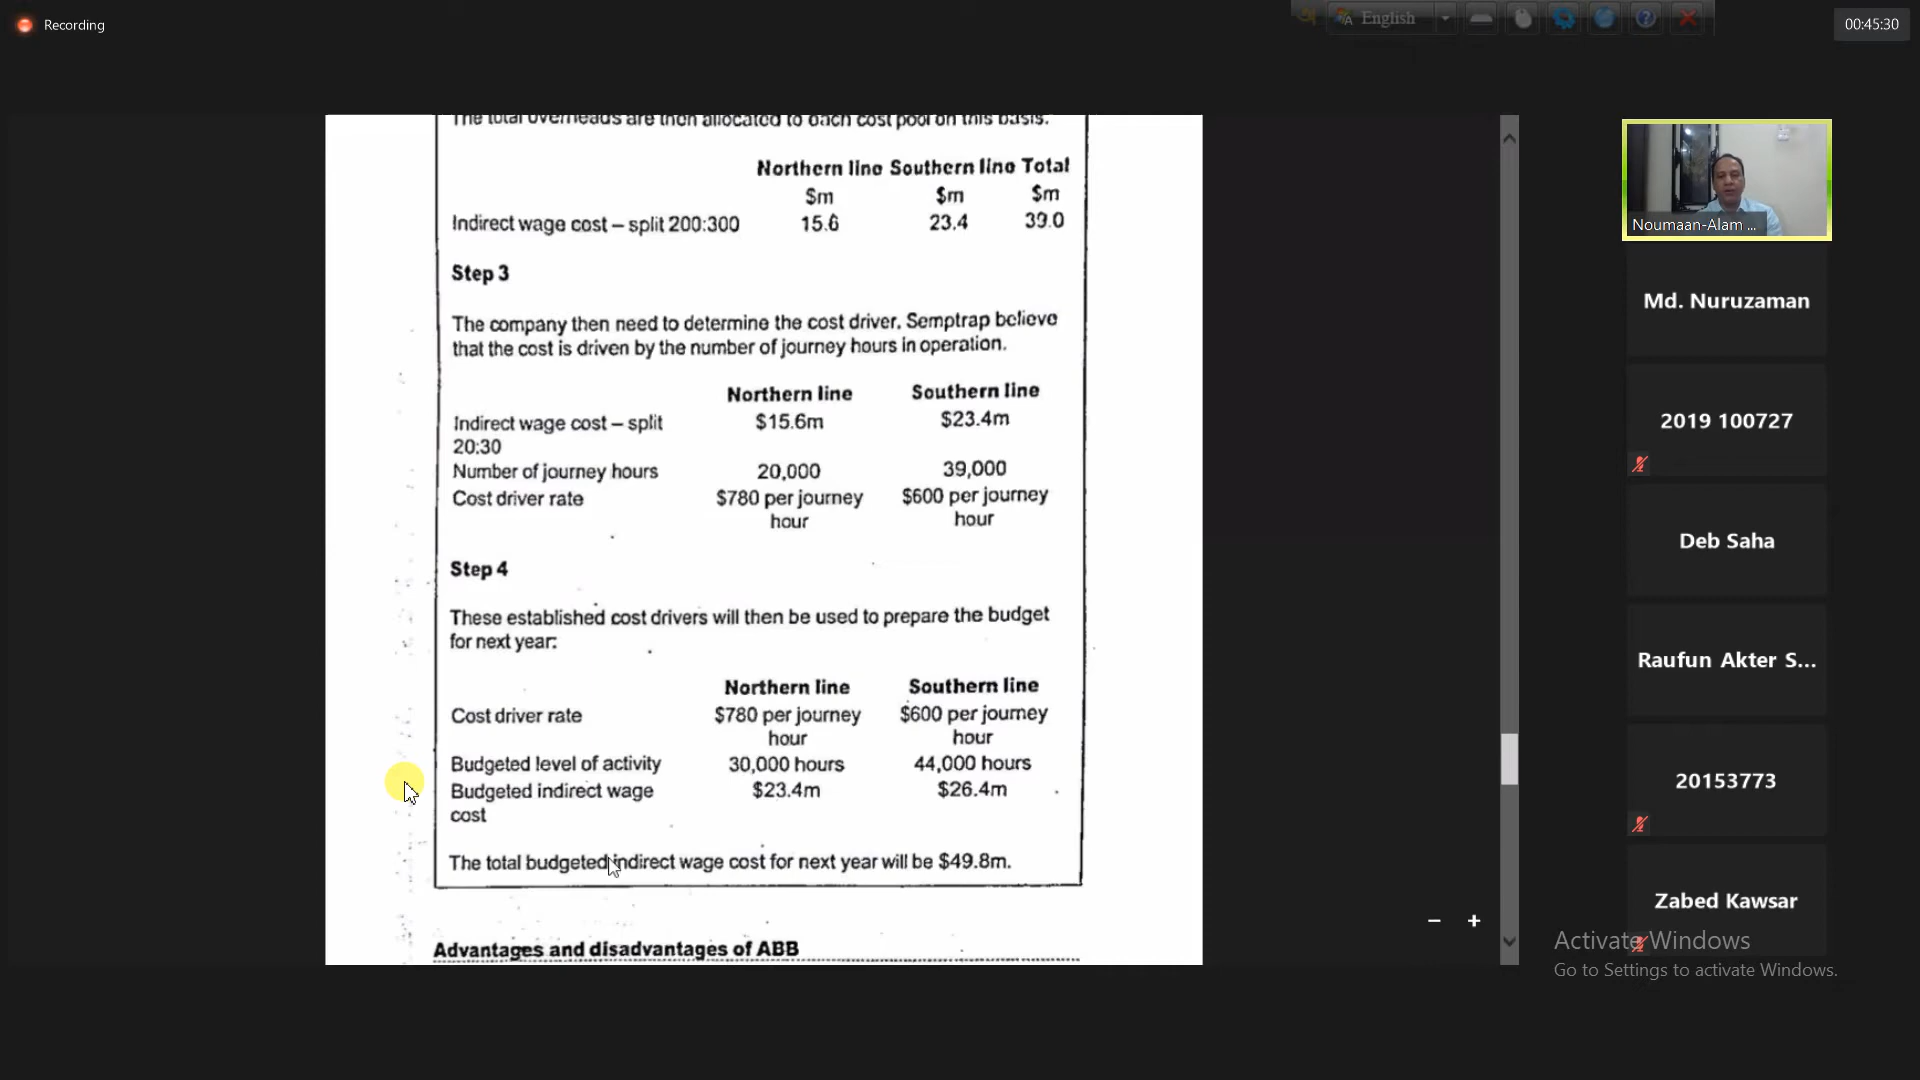 Recording
English
00:45:30
The total overheads are then allocated to each cost pool on this basis.
Northern line Southern line Total
$m $m $m
Indirect wage cost – split 200:300 15.6 23.4 39.0
Step 3
The company then need to determine the cost driver. Semptrap believe
that the cost is driven by the number of journey hours in operation.
Northern line Southern line
Indirect wage cost – split $15.6m $23.4m
20:30
Number of journey hours 20,000 39,000
Cost driver rate $780 per journey $600 per journey
hour hour
Step 4
These established cost drivers will then be used to prepare the budget
for next year:
Northern line Southern line
Cost driver rate $780 per journey $600 per journey
hour hour
Budgeted level of activity 30,000 hours 44,000 hours
Budgeted indirect wage $23.4m $26.4m
cost
The total budgeted indirect wage cost for next year will be $49.8m.
Advantages and disadvantages of ABB
Noumaan-Alam ...
Md. Nuruzaman
2019 100727
Deb Saha
Raufun Akter S...
20153773
Zabed Kawsar
Activate Windows
Go to Settings to activate Windows.